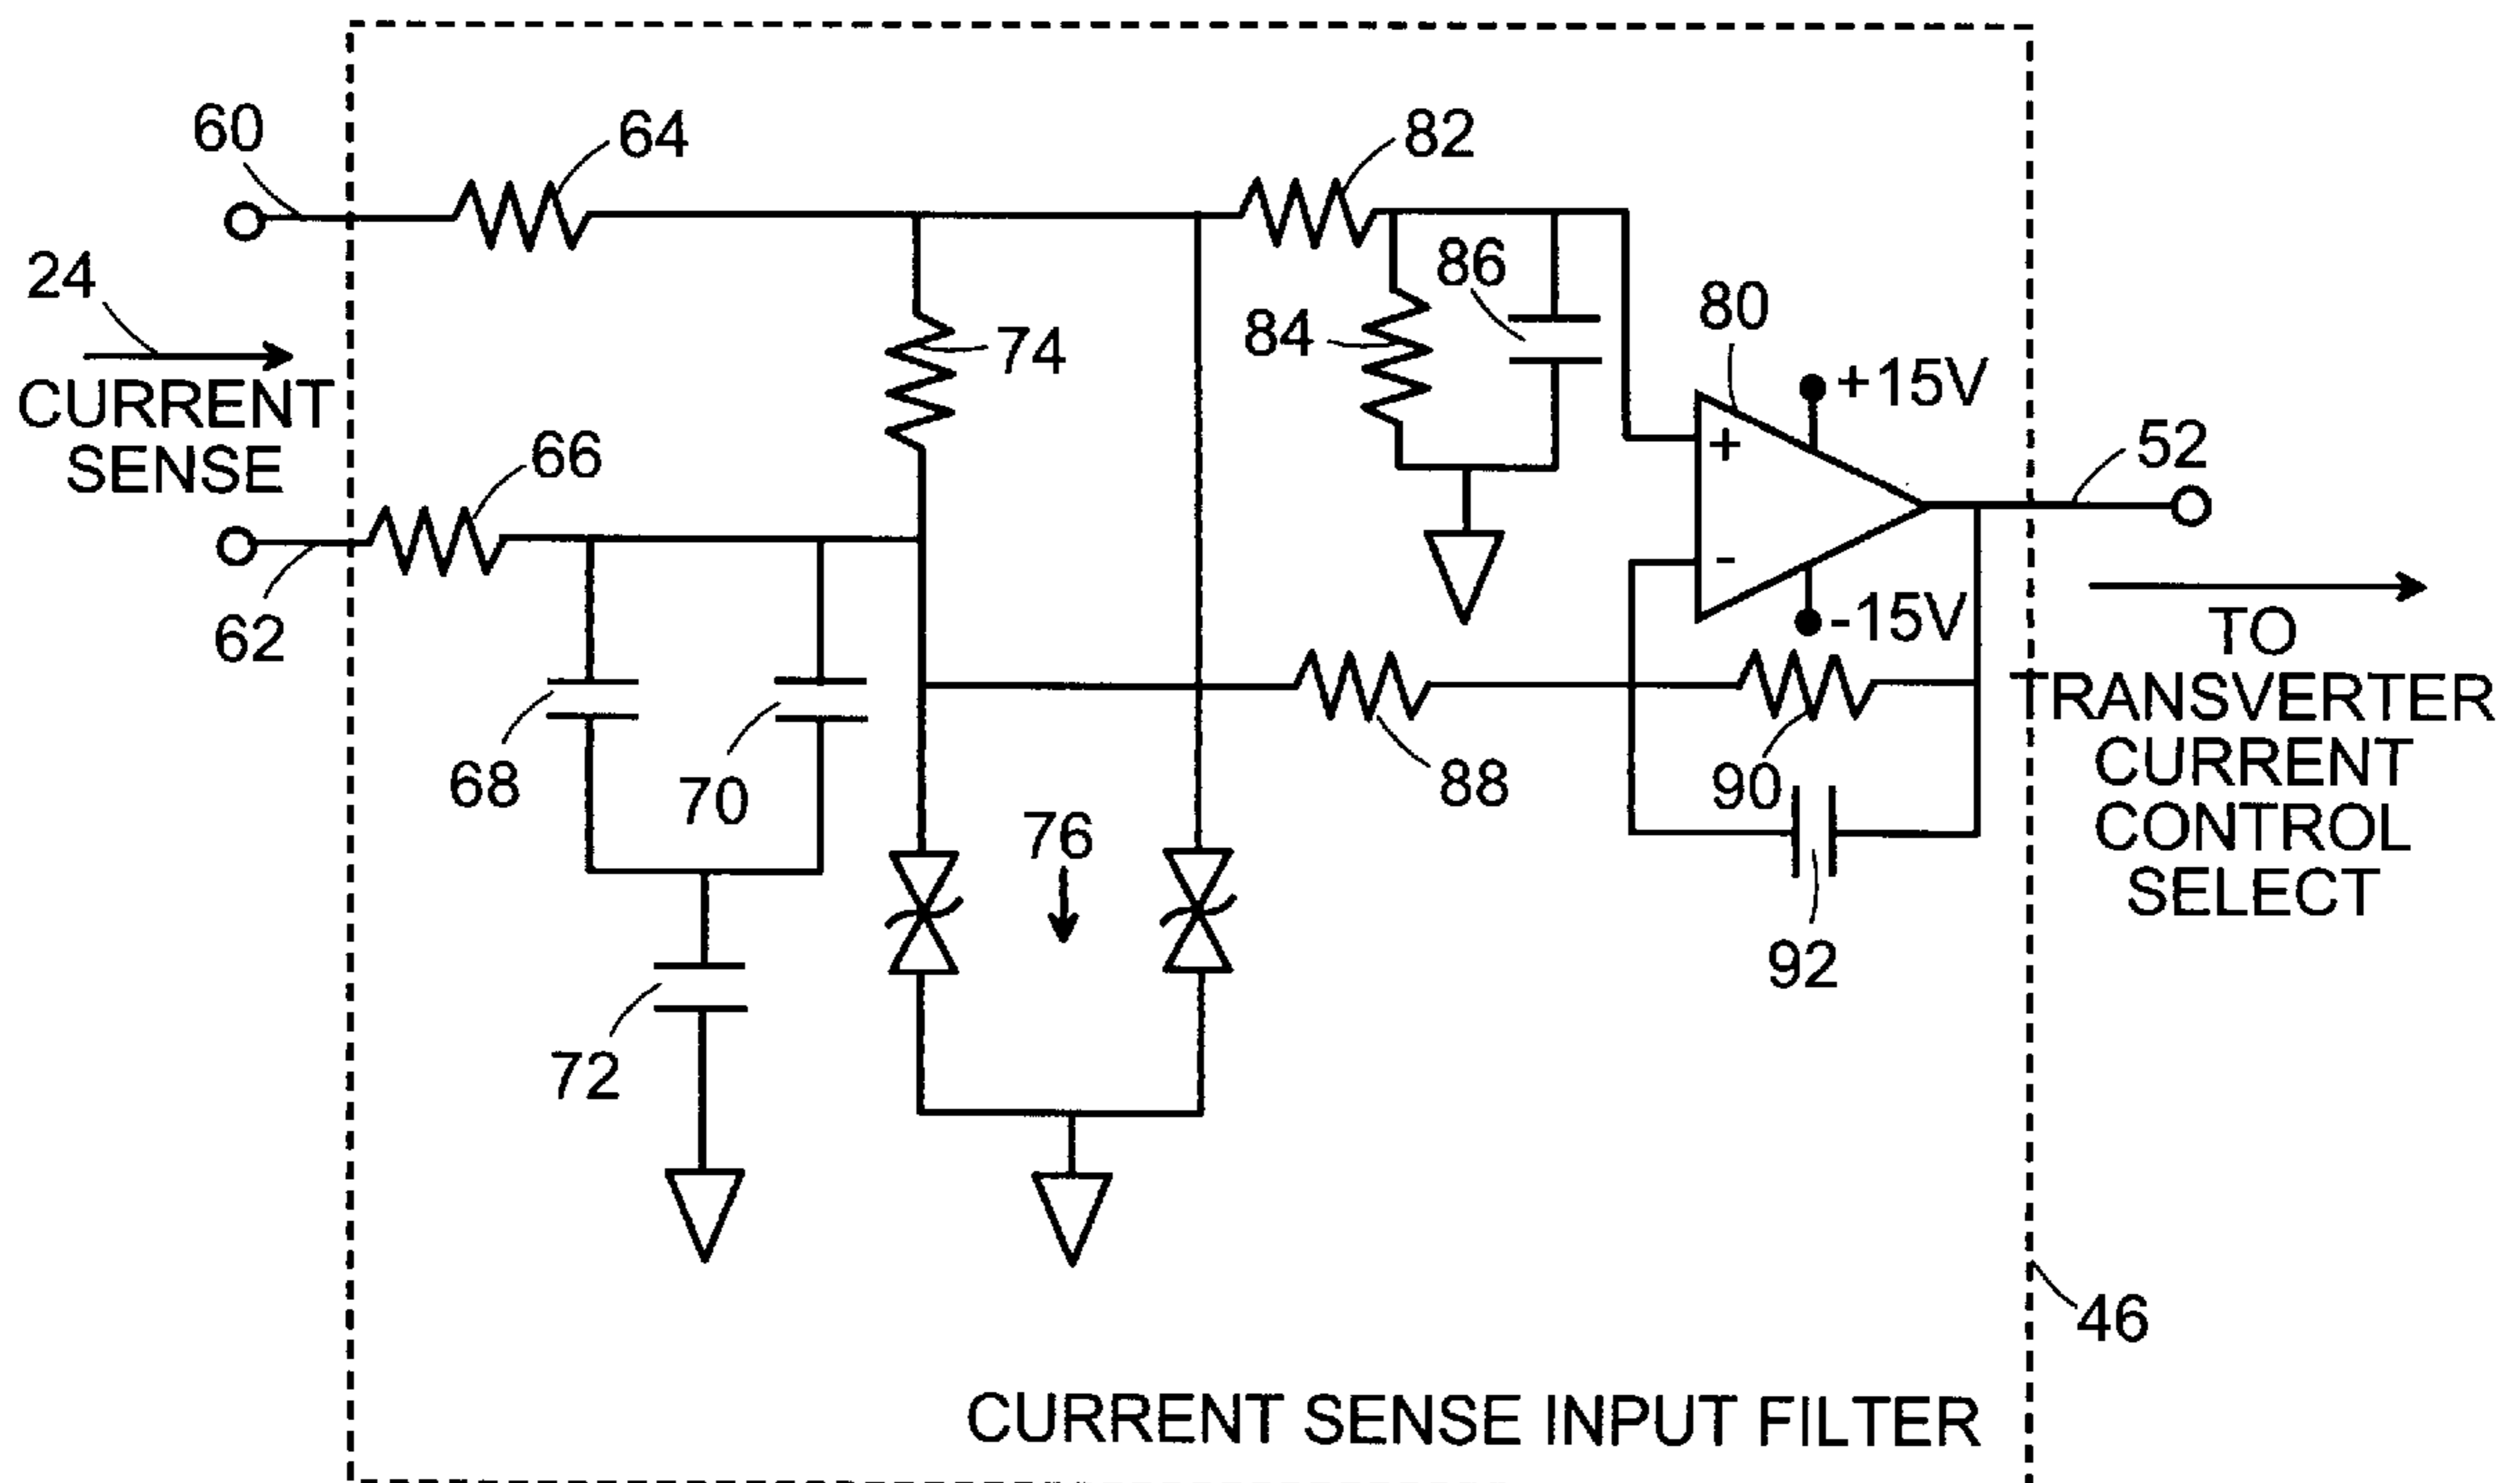 60
64
82
24
86
84
74
80
+15V
CURRENT
SENSE
66
+
52
-
-15V
62
TO
TRANSVERTER
CURRENT
CONTROL
SELECT
68
70
76
88
90
92
72
46
CURRENT SENSE INPUT FILTER